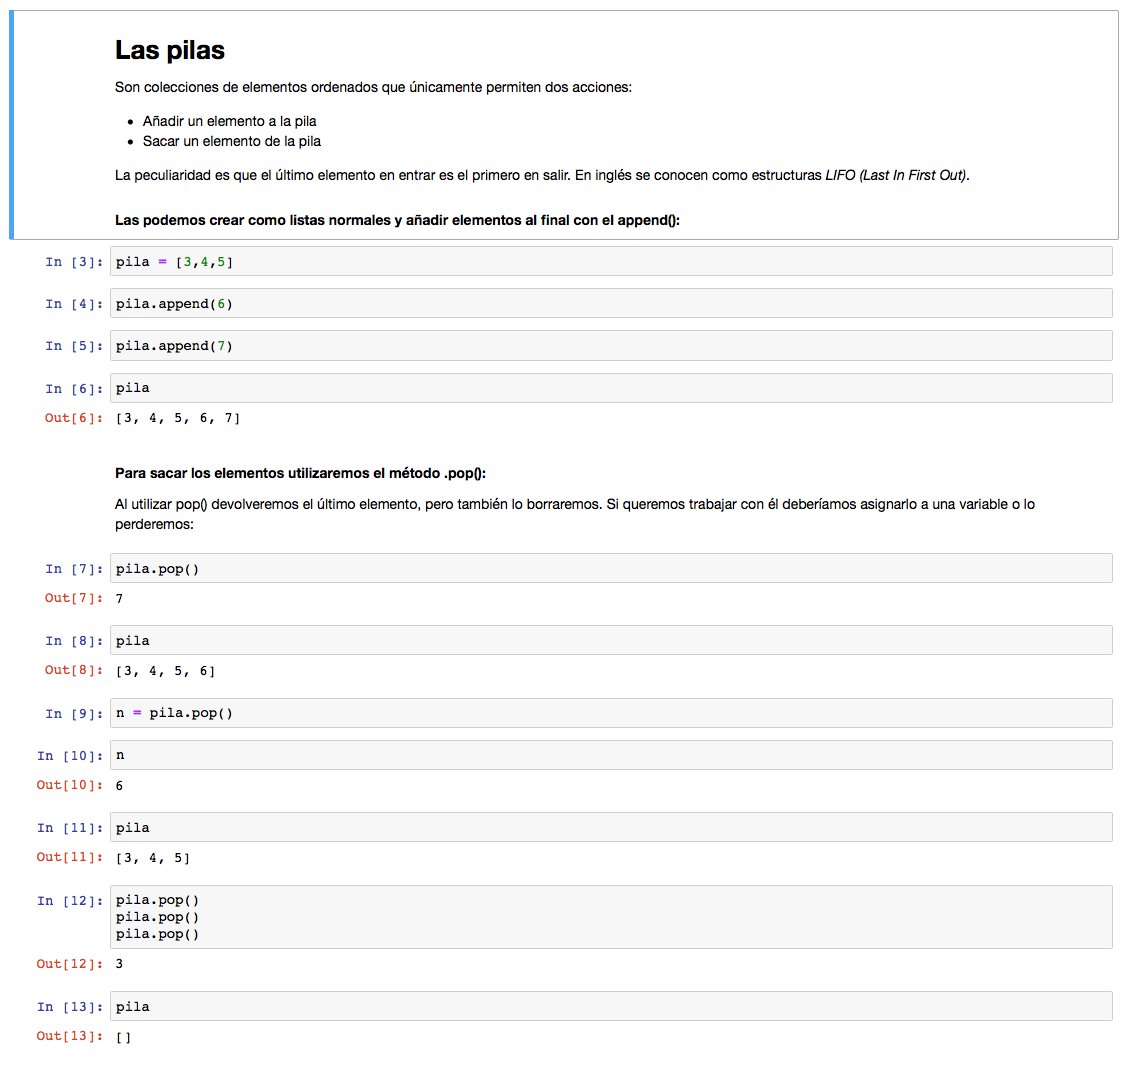 Las pilas
Son colecciones de elementos ordenados que únicamente permiten dos acciones:
• Añadir un elemento a la pila
• Sacar un elemento de la pila
La peculiaridad es que el último elemento en entrar es el primero en salir. En inglés se conocen como estructuras LIFO (Last In First Out).
Las podemos crear como listas normales y añadir elementos al final con el append():
In [3]: pila = [3,4,5]
In [4]: pila.append(6)
In [5]: pila.append(7)
In [6]: pila
Out[6]: [3, 4, 5, 6, 7]
Para sacar los elementos utilizaremos el método .pop():
Al utilizar pop() devolveremos el último elemento, pero también lo borraremos. Si queremos trabajar con él deberíamos asignarlo a una variable o lo
perderemos:
In [7]: pila.pop()
Out[7]: 7
In [8]: pila
Out[8]: [3, 4, 5, 6]
In [9]: n = pila.pop()
In [10]: n
Out[10]: 6
In [11]: pila
Out[11]: [3, 4, 5]
In [12]: pila.pop()
pila.pop()
pila.pop()
Out[12]: 3
In [13]: pila
Out[13]: []